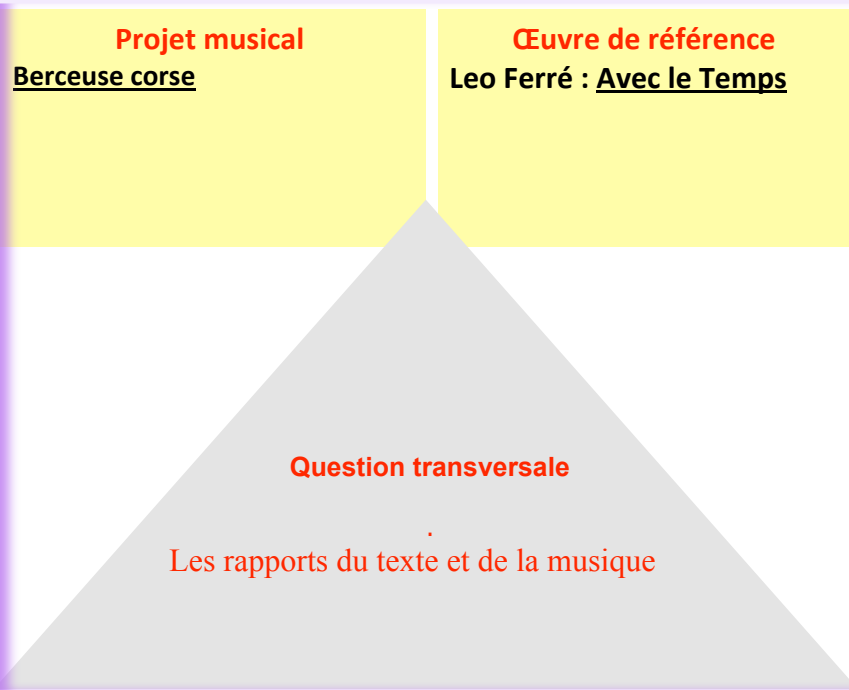 Projet musical
Berceuse corse
Œuvre de référence
Leo Ferré : Avec le Temps
Question transversale
.
Les rapports du texte et de la musique